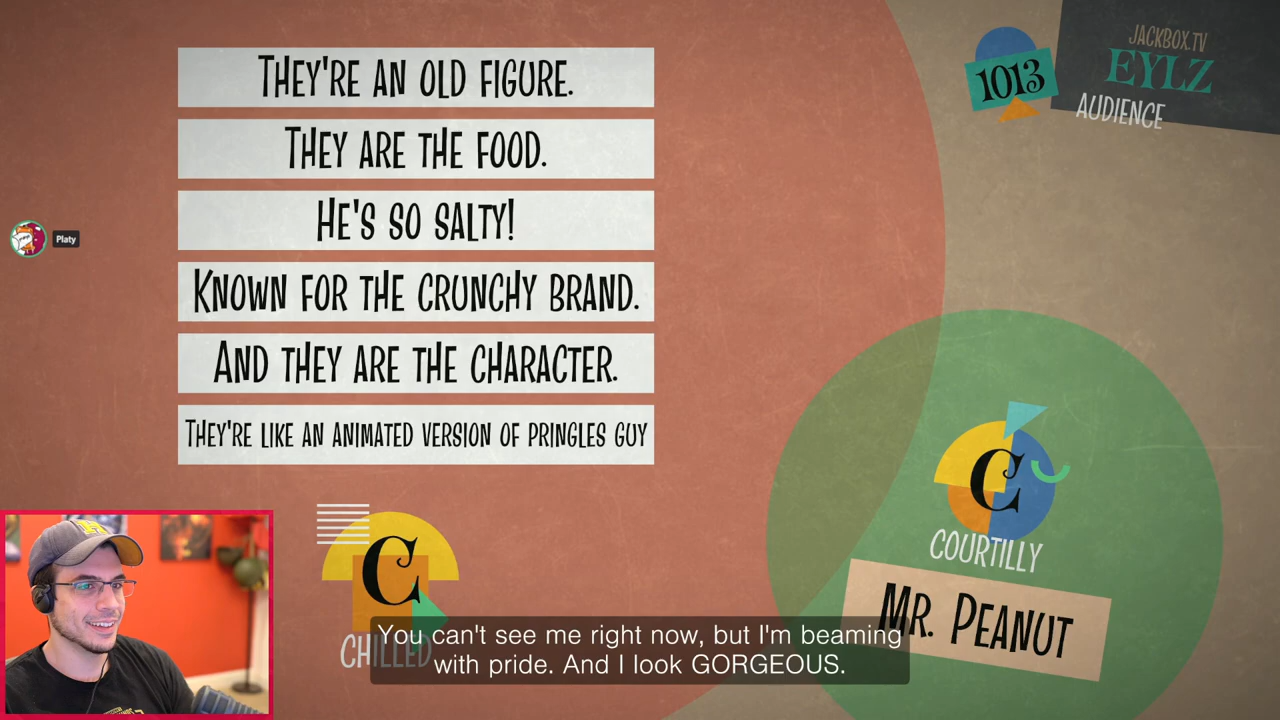 THEY'RE AN OLD FIGURE.
THEY ARE THE FOOD.
HE'S SO SALTY!
KNOWN FOR THE CRUNCHY BRAND.
AND THEY ARE THE CHARACTER.
THEY'RE LIKE AN ANIMATED VERSION OF PRINGLES GUY
1013
JACKBOX.TV
EYLZ
AUDIENCE
Platy
C
CHILLED
C
COURTILLY
MR. PEANUT
You can't see me right now, but I'm beaming
with pride. And I look GORGEOUS.